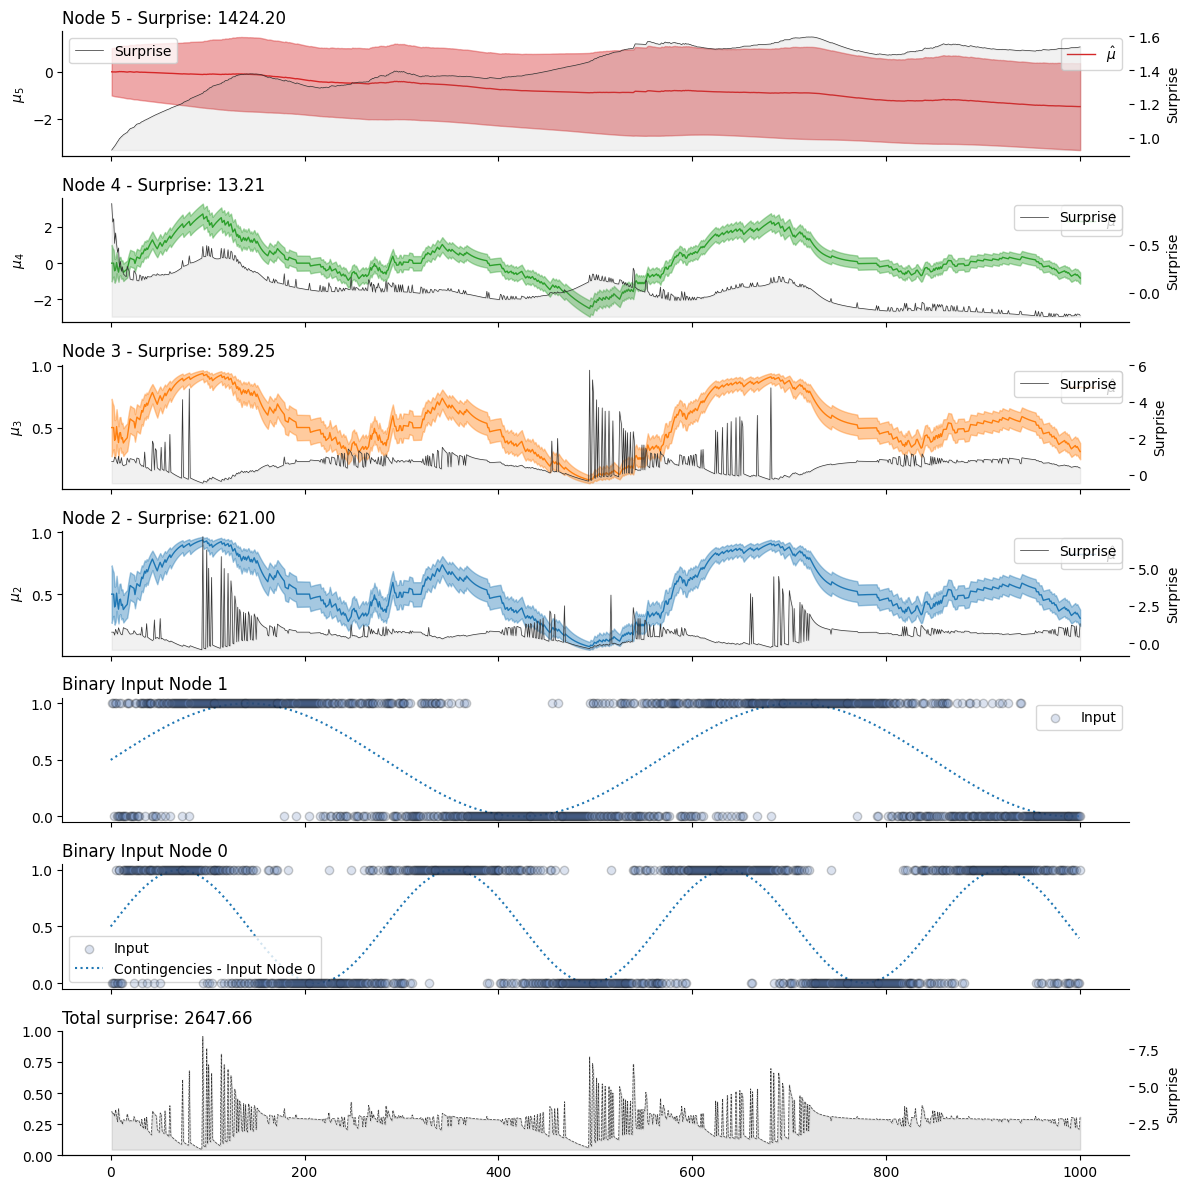 Node 5 - Surprise: 1424.20
Surprise
μ̂
0
−2
μ5
1.6
1.4
1.2
1.0
Surprise
Node 4 - Surprise: 13.21
Surprise
2
0
−2
μ4
0.5
0.0
Surprise
Node 3 - Surprise: 589.25
Surprise
1.0
0.5
μ3
6
4
2
0
Surprise
Node 2 - Surprise: 621.00
Surprise
1.0
0.5
μ2
5.0
2.5
0.0
Surprise
Binary Input Node 1
Input
1.0
0.5
0.0
Binary Input Node 0
1.0
0.5
0.0
Input
Contingencies - Input Node 0
Total surprise: 2647.66
1.00
0.75
0.50
0.25
0.00
7.5
5.0
2.5
Surprise
0 200 400 600 800 1000